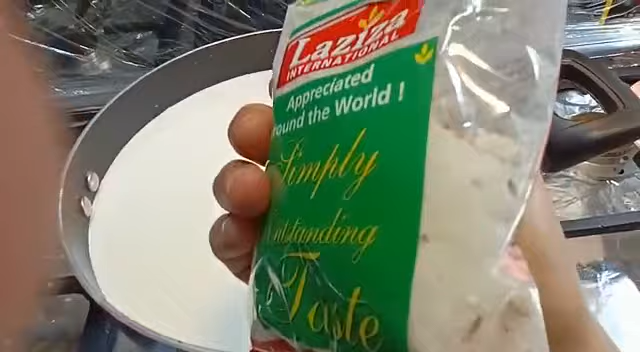 Laziza
INTERNATIONAL
Appreciated
round the World !
Simply
utstanding
Taste